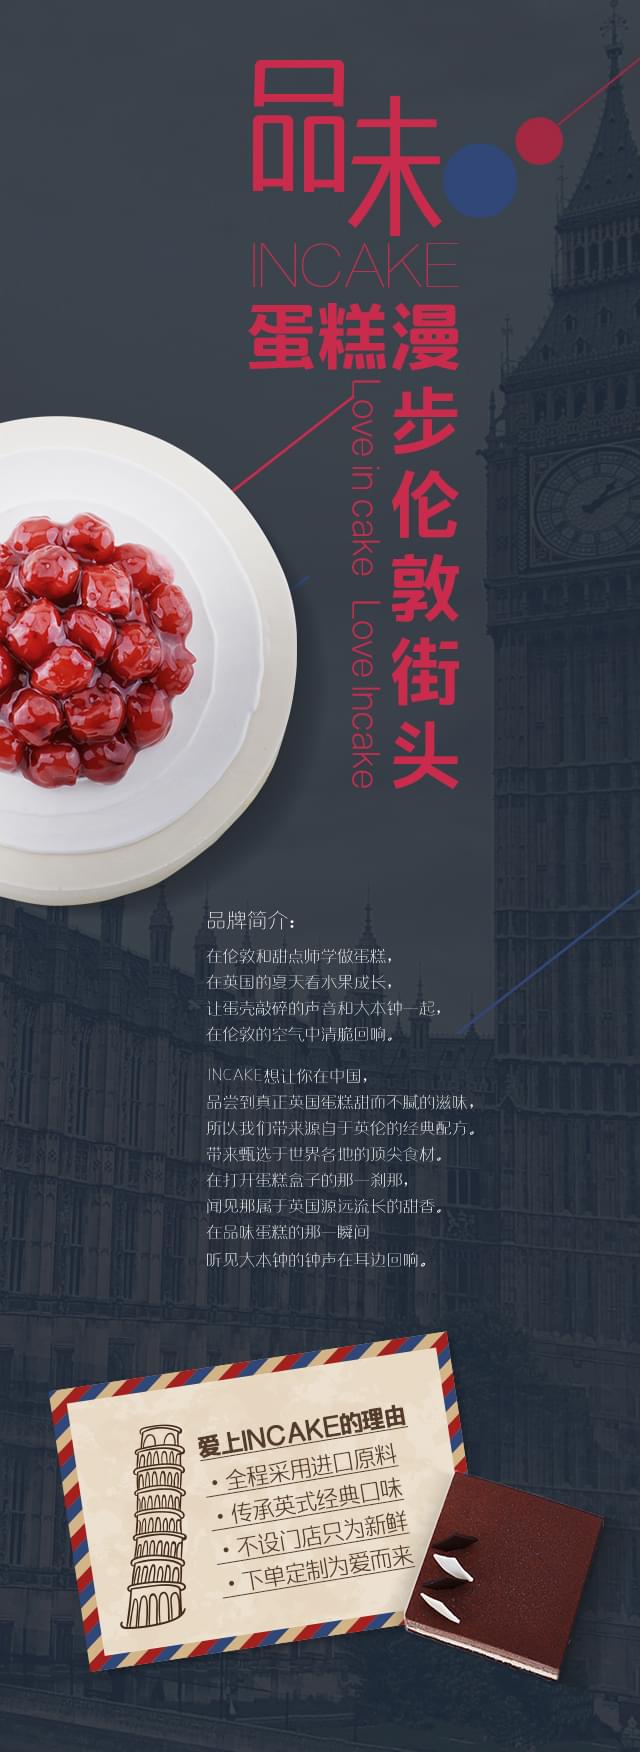 品味
INCAKE
蛋糕漫步伦敦街头
Love in cake Love Incake
品牌简介：
在伦敦和甜点师学做蛋糕，
在英国的夏天看水果成长，
让蛋壳敲碎的声音和大本钟一起，
在伦敦的空气中清脆回响。
INCAKE想让你在中国，
品尝到真正英国蛋糕甜而不腻的滋味，
所以我们带来源自于英伦的经典配方。
带来甄选于世界各地的顶尖食材。
在打开蛋糕盒子的那一刹那，
闻见那属于英国源远流长的甜香。
在品味蛋糕的那一瞬间
听见大本钟的钟声在耳边回响。
爱上INCAKE的理由
·全程采用进口原料
·传承英式经典口味
·不设门店只为新鲜
·下单定制为爱而来